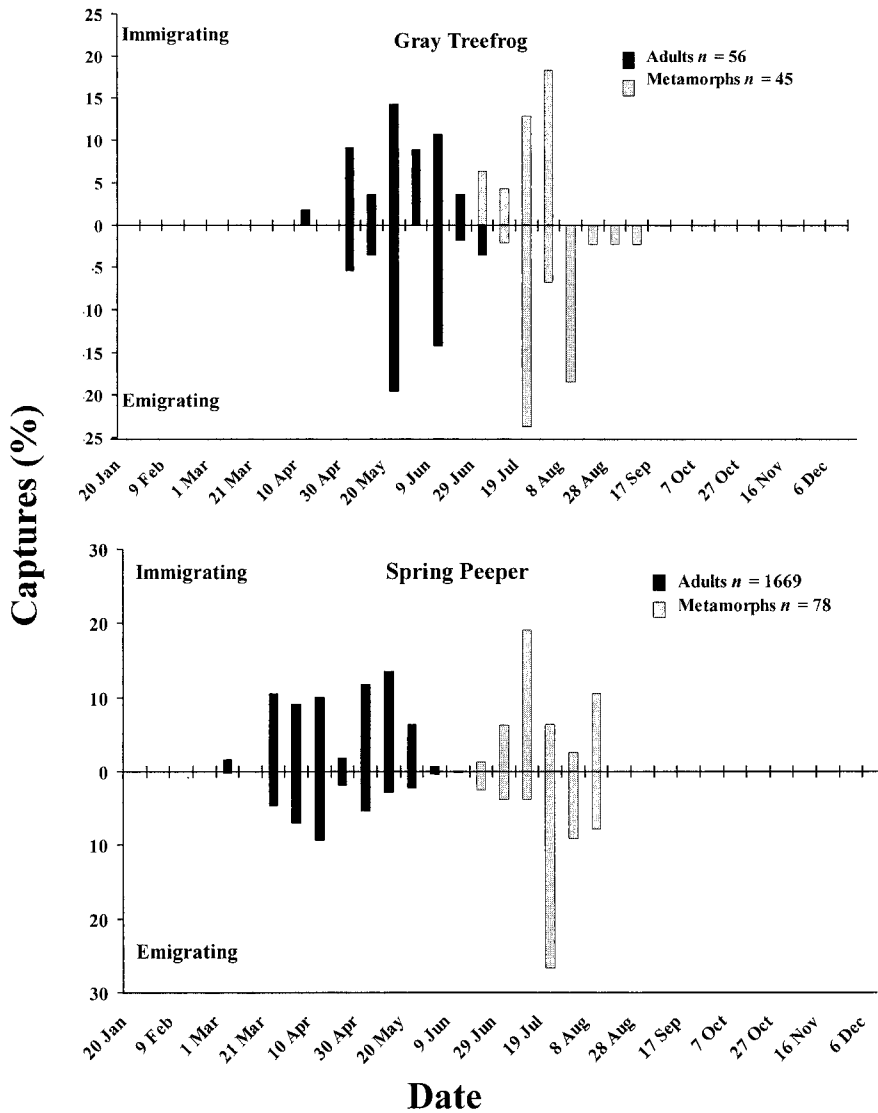 25
Immigrating
Gray Treefrog
Adults n = 56
Metamorphs n = 45
20
15
10
5
0
-5
-10
-15
-20
Emigrating
-25
20 Jan
9 Feb
1 Mar
21 Mar
10 Apr
30 Apr
20 May
9 Jun
29 Jun
19 Jul
8 Aug
28 Aug
17 Sep
7 Oct
27 Oct
16 Nov
6 Dec
Captures (%)
30
Immigrating
Spring Peeper
Adults n = 1669
Metamorphs n = 78
20
10
0
10
20
Emigrating
30
20 Jan
9 Feb
1 Mar
21 Mar
10 Apr
30 Apr
20 May
9 Jun
29 Jun
19 Jul
8 Aug
28 Aug
17 Sep
7 Oct
27 Oct
16 Nov
6 Dec
Date